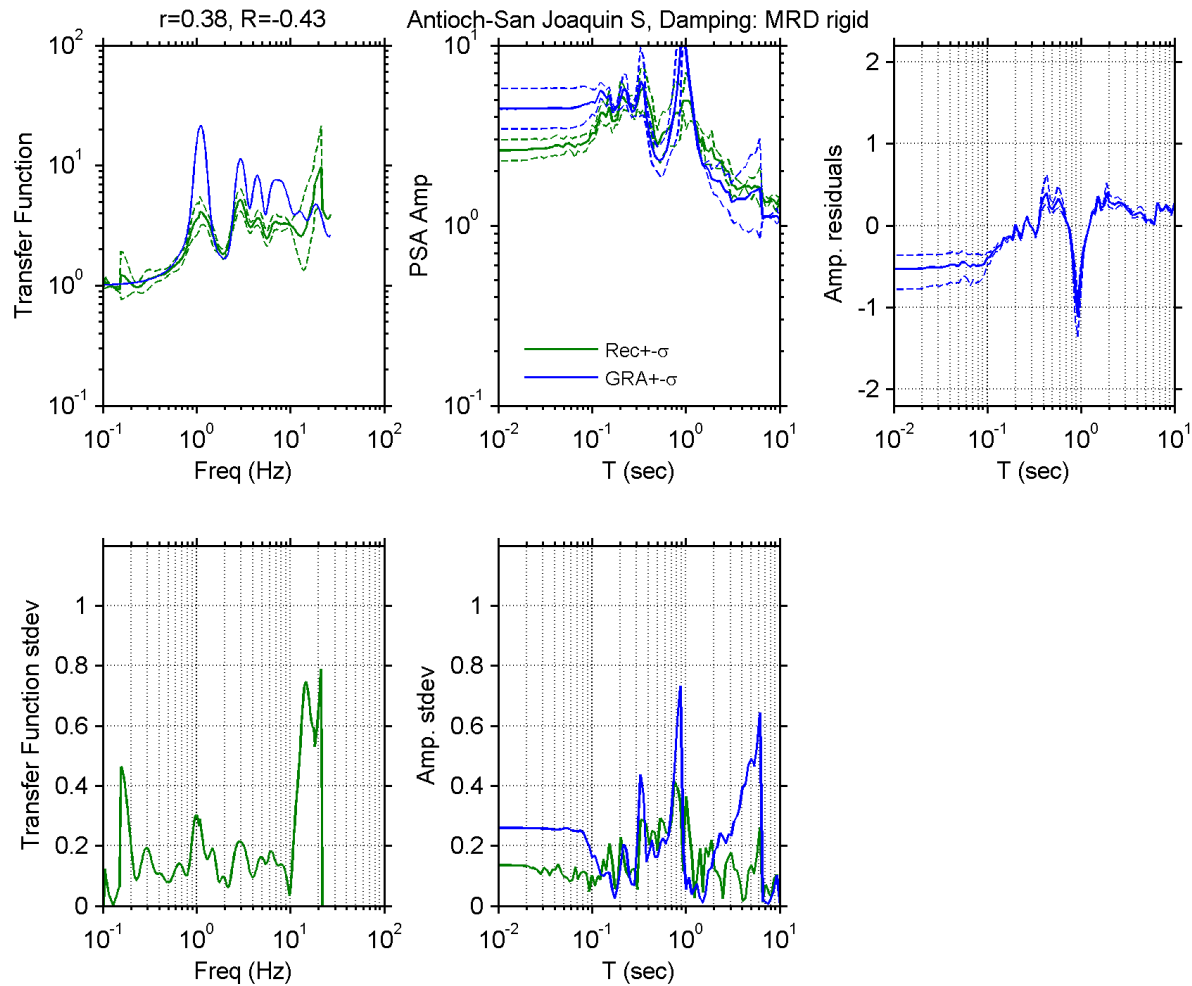 r=0.38, R=-0.43
Antioch-San Joaquin S, Damping: MRD rigid
Transfer Function
10^2
10^1
10^0
10^-1
10^-1 10^0 10^1 10^2
Freq (Hz)
PSA Amp
10^1
10^0
10^-1
Rec+-σ
GRA+-σ
10^-2 10^-1 10^0 10^1
T (sec)
Amp. residuals
2
1
0
-1
-2
10^-2 10^-1 10^0 10^1
T (sec)
Transfer Function stdev
1
0.8
0.6
0.4
0.2
0
10^-1 10^0 10^1 10^2
Freq (Hz)
Amp. stdev
1
0.8
0.6
0.4
0.2
0
10^-2 10^-1 10^0 10^1
T (sec)